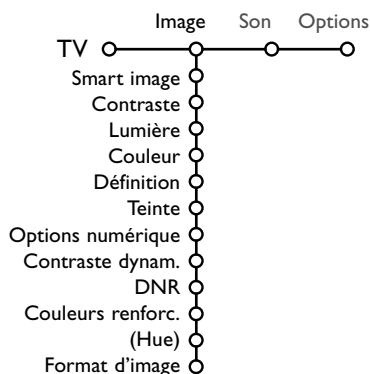 Image Son Options
TV
Smart image
Contraste
Lumière
Couleur
Définition
Teinte
Options numérique
Contraste dynam.
DNR
Couleurs renforc.
(Hue)
Format d'image